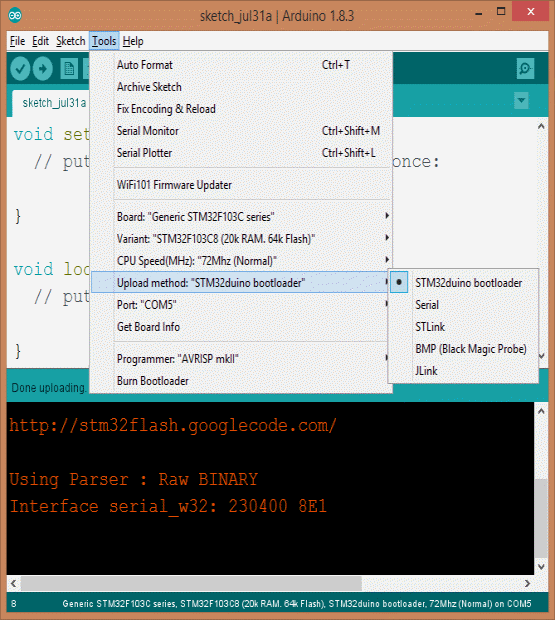 sketch_jul31a | Arduino 1.8.3
File Edit Sketch Tools Help
sketch_jul31a
Auto Format Ctrl+T
Archive Sketch
Fix Encoding & Reload
Serial Monitor Ctrl+Shift+M
Serial Plotter Ctrl+Shift+L
WiFi101 Firmware Updater
Board: "Generic STM32F103C series"
Variant: "STM32F103C8 (20k RAM. 64k Flash)"
CPU Speed(MHz): "72Mhz (Normal)"
Upload method: "STM32duino bootloader"
Port: "COM5"
Get Board Info
Programmer: "AVRISP mkII"
Burn Bootloader
STM32duino bootloader
Serial
STLink
BMP (Black Magic Probe)
JLink
void set
// put once:
}
void loo
// put
}
Done uploading.
http://stm32flash.googlecode.com/
Using Parser : Raw BINARY
Interface serial_w32: 230400 8E1
8 Generic STM32F103C series, STM32F103C8 (20k RAM. 64k Flash), STM32duino bootloader, 72Mhz (Normal) on COM5